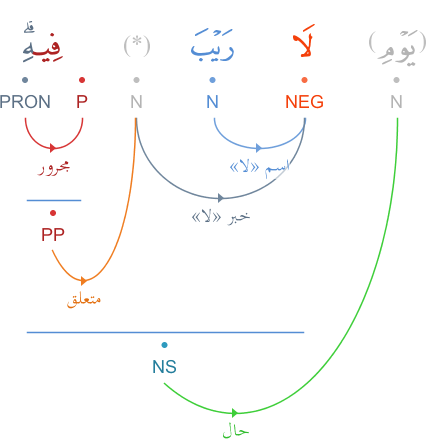 (يَوْمِ) لَا رَيْبَ (*) فِيهِۗ
N NEG N N P PRON
اسم «لا»
مجرور
خبر «لا»
PP
متعلق
NS
حال